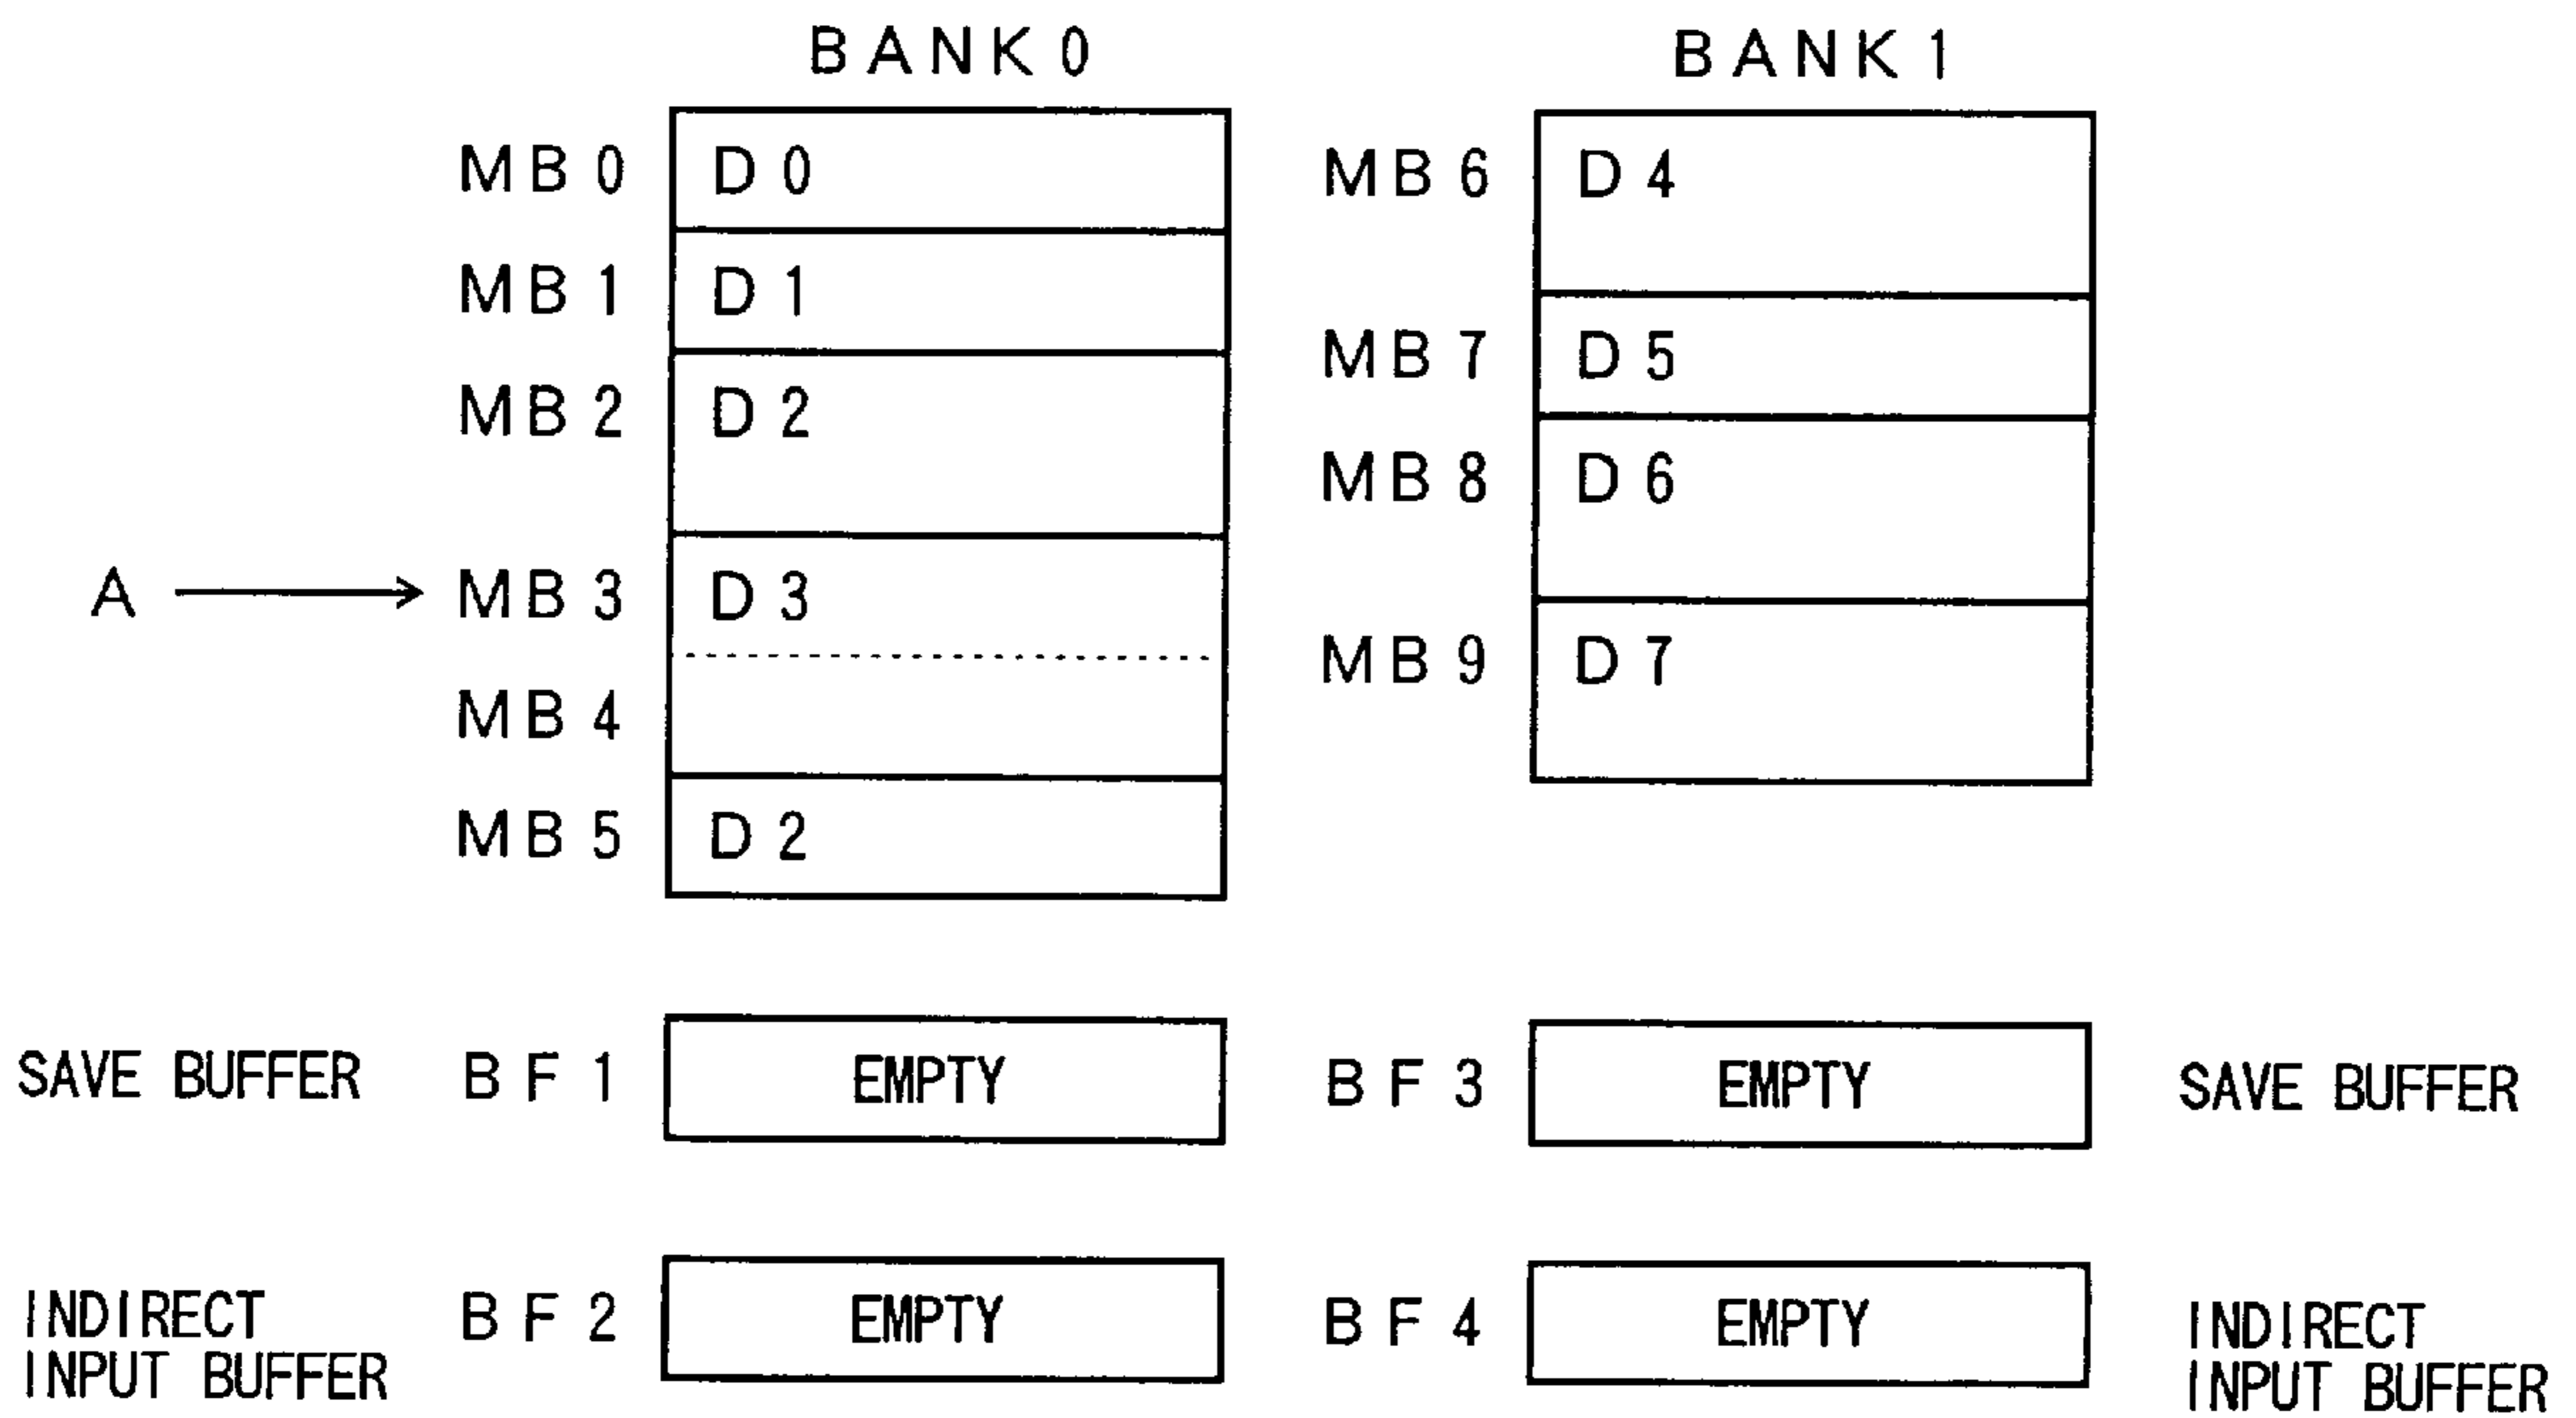 BANK0 BANK1
MB0 D0 MB6 D4
MB1 D1
MB7 D5
MB2 D2
MB8 D6
A MB3 D3
MB9 D7
MB4
MB5 D2
SAVE BUFFER BF1 EMPTY BF3 EMPTY SAVE BUFFER
INDIRECT BF2 EMPTY BF4 EMPTY INDIRECT
INPUT BUFFER INPUT BUFFER